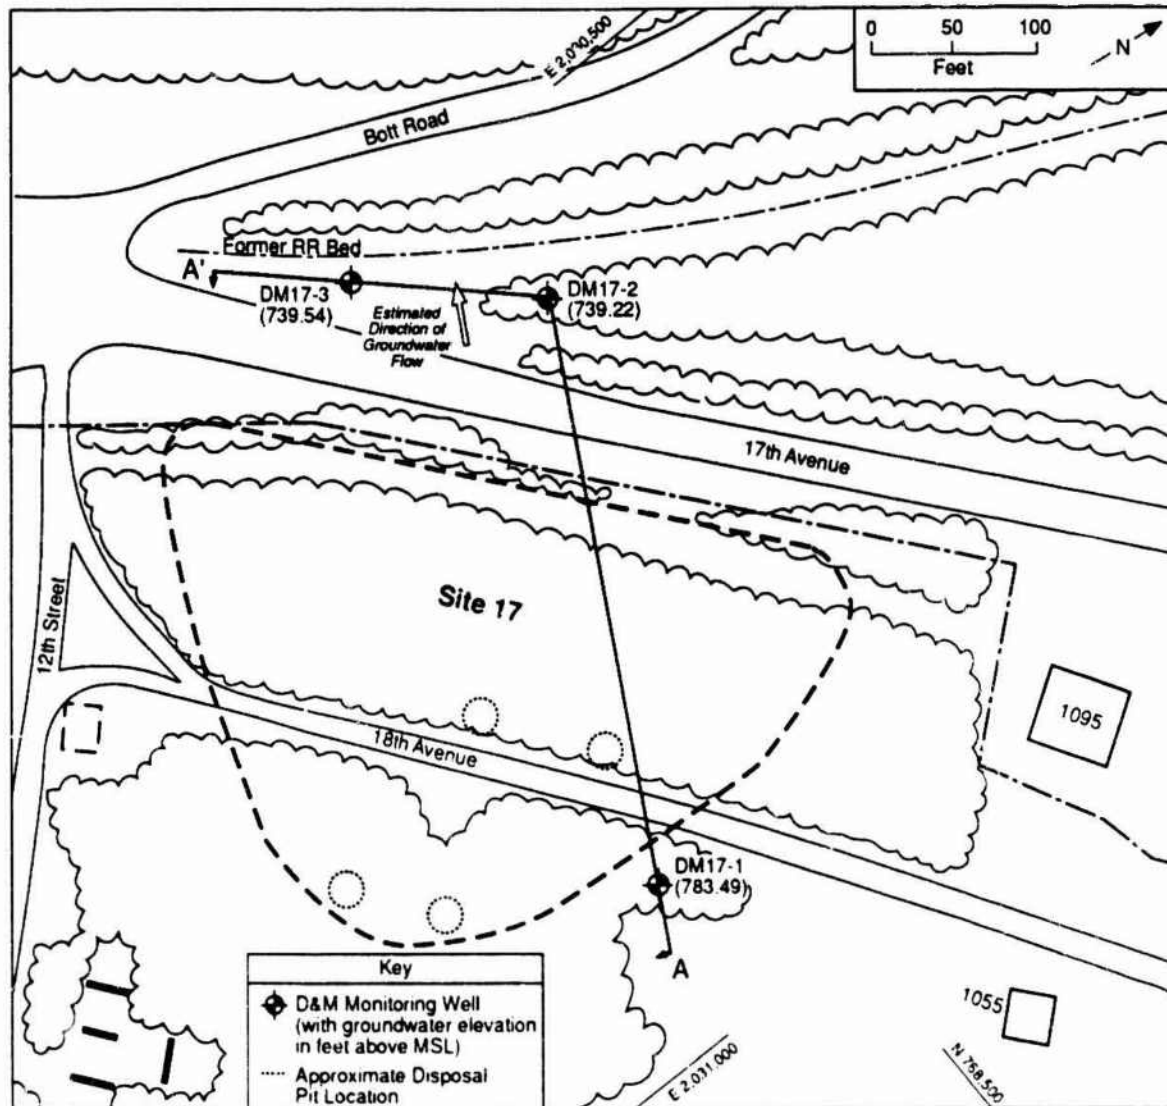 0 50 100
Feet
N
E 2,030,500
Bott Road
Former RR Bed
A'
DM17-3
(739.54)
DM17-2
(739.22)
Estimated
Direction of
Groundwater
Flow
17th Avenue
12th Street
Site 17
18th Avenue
1095
DM17-1
(783.49)
A
1055
E 2,031,000
N 768,500
Key
D&M Monitoring Well
(with groundwater elevation
in feet above MSL)
Approximate Disposal
Pit Location